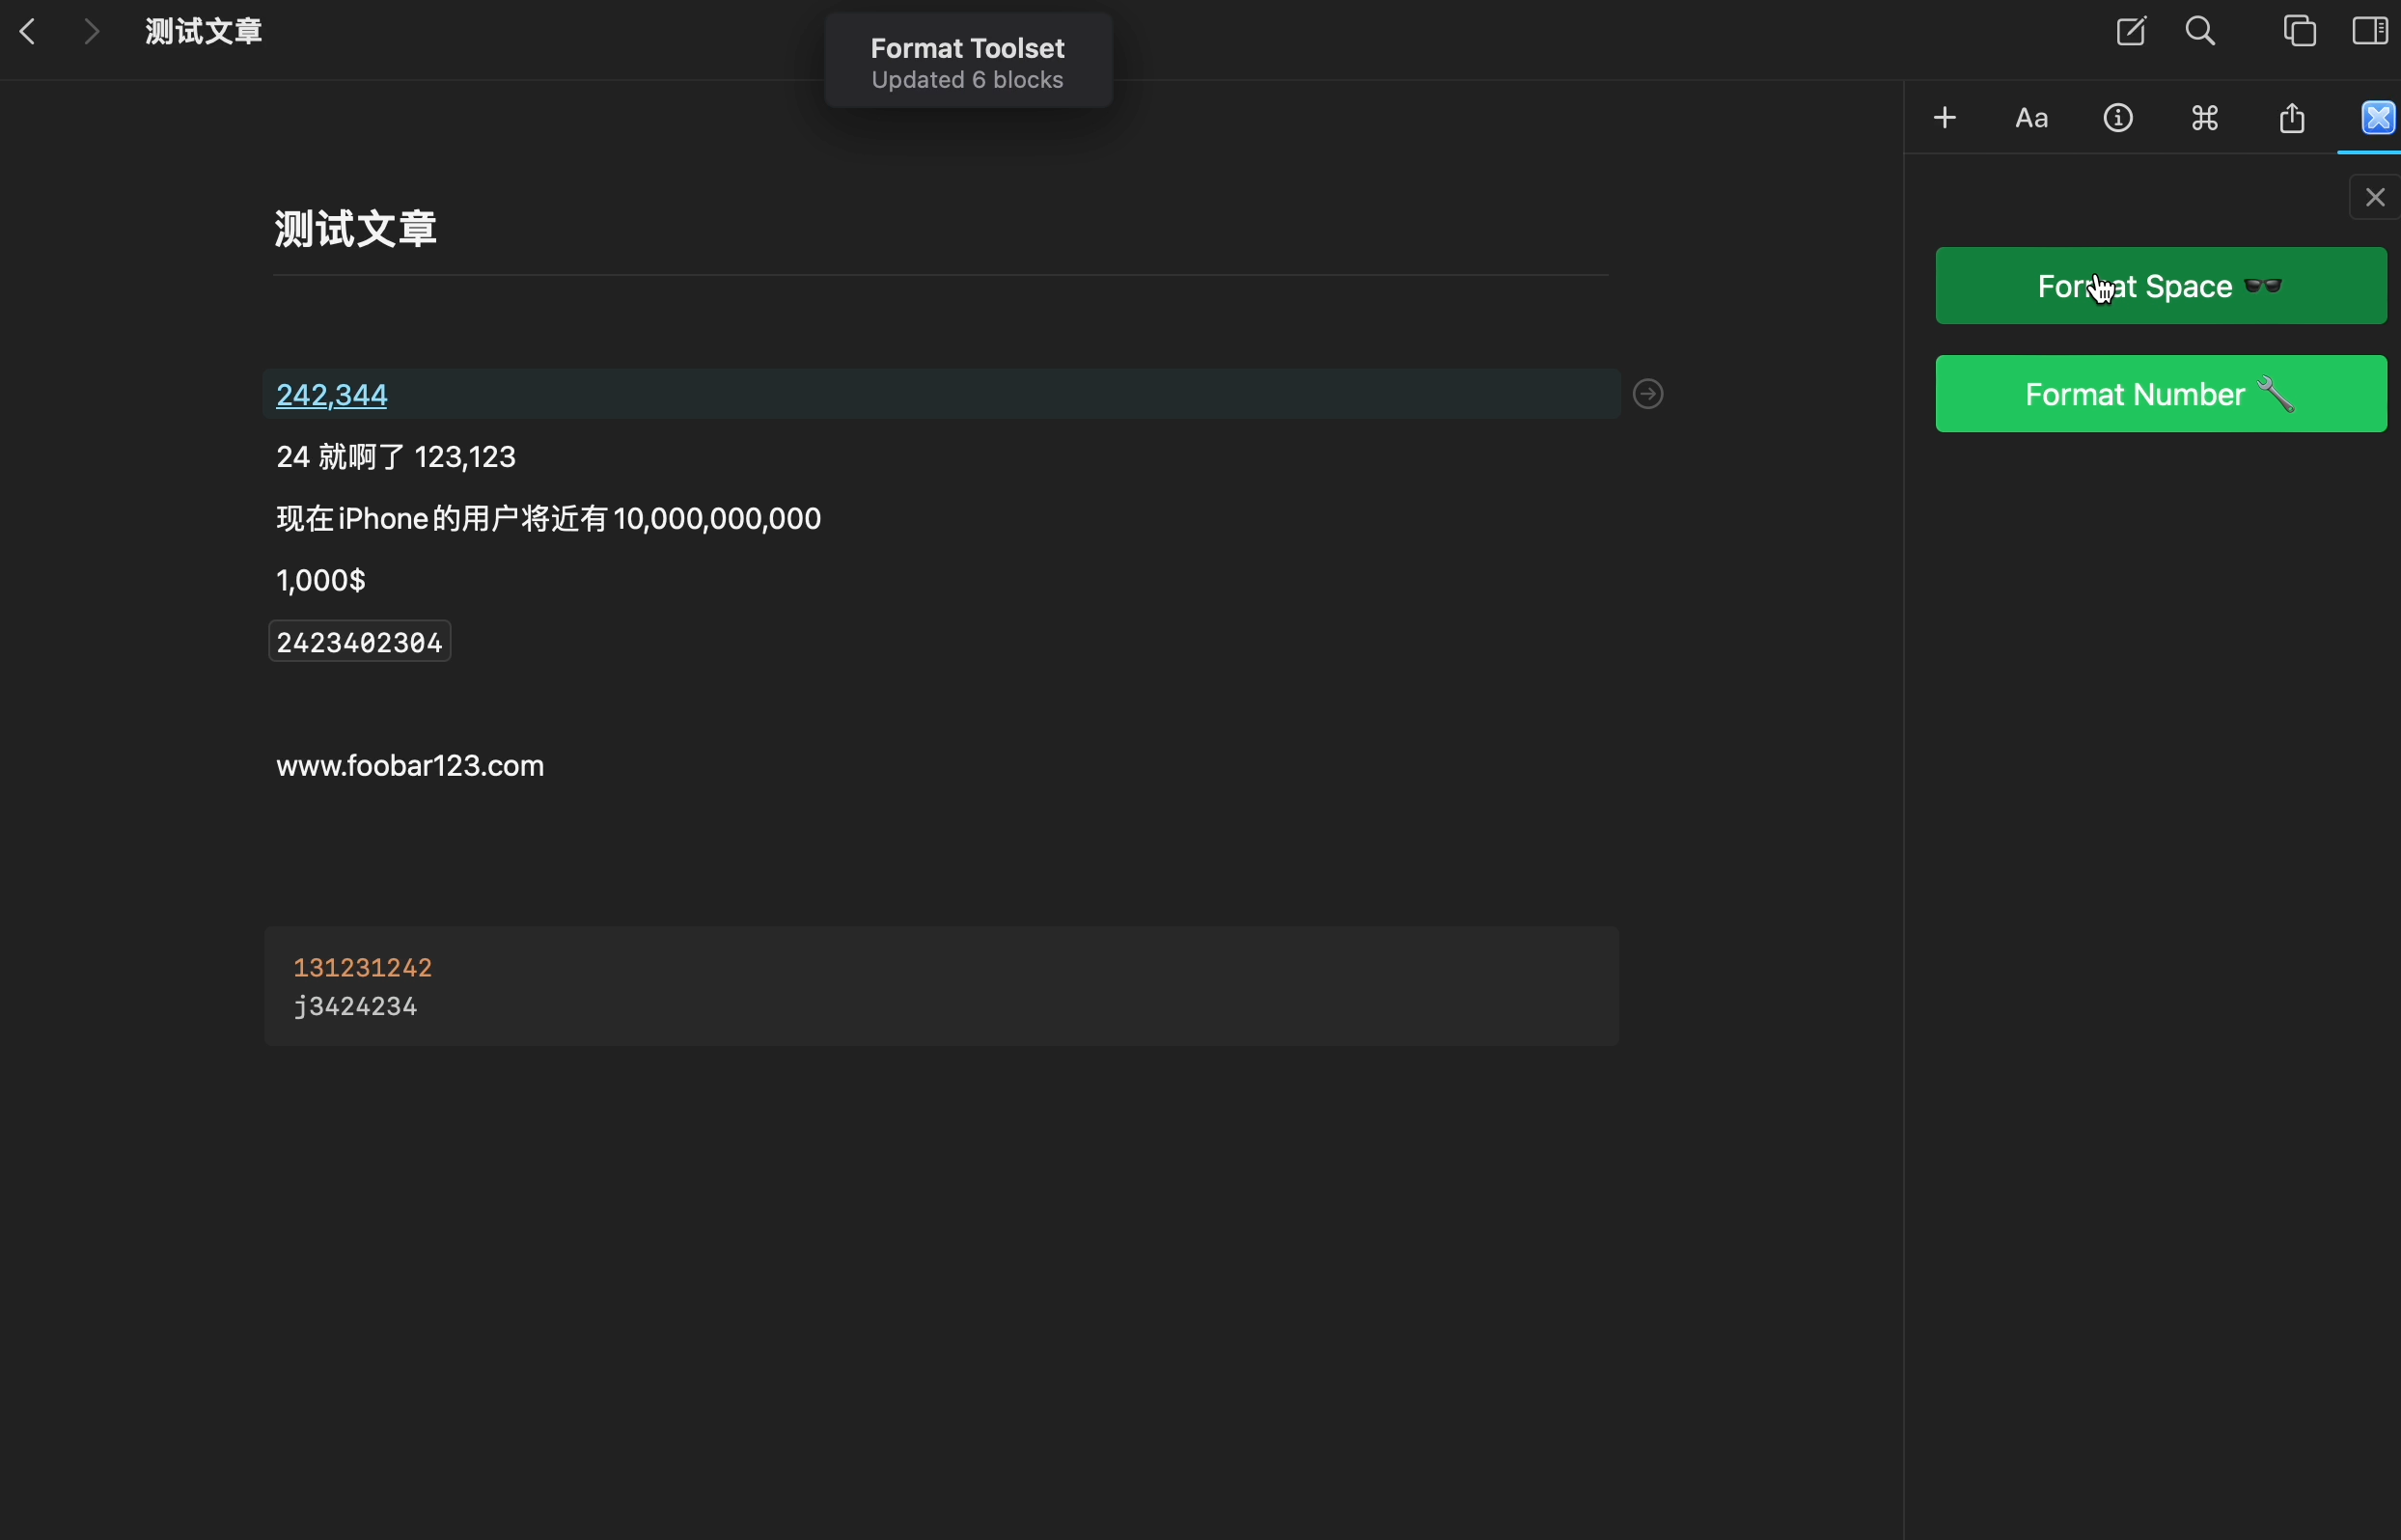 测试文章
Format Toolset
Updated 6 blocks
Aa
测试文章
Format Space 🕶️
242,344
Format Number 🔧
24 就啊了 123,123
现在 iPhone 的用户将近有 10,000,000,000
1,000$
2423402304
www.foobar123.com
131231242
j3424234